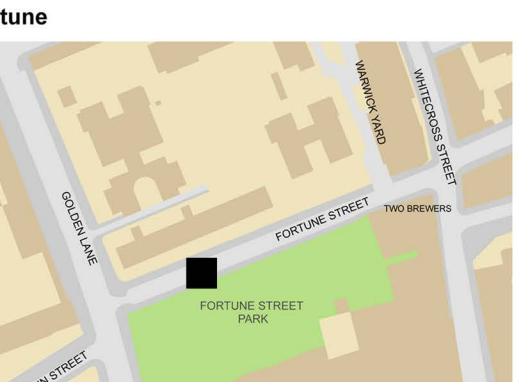 tune
WARWICK YARD
WHITECROSS STREET
GOLDEN LANE
FORTUNE STREET
TWO BREWERS
FORTUNE STREET
PARK
N STREET